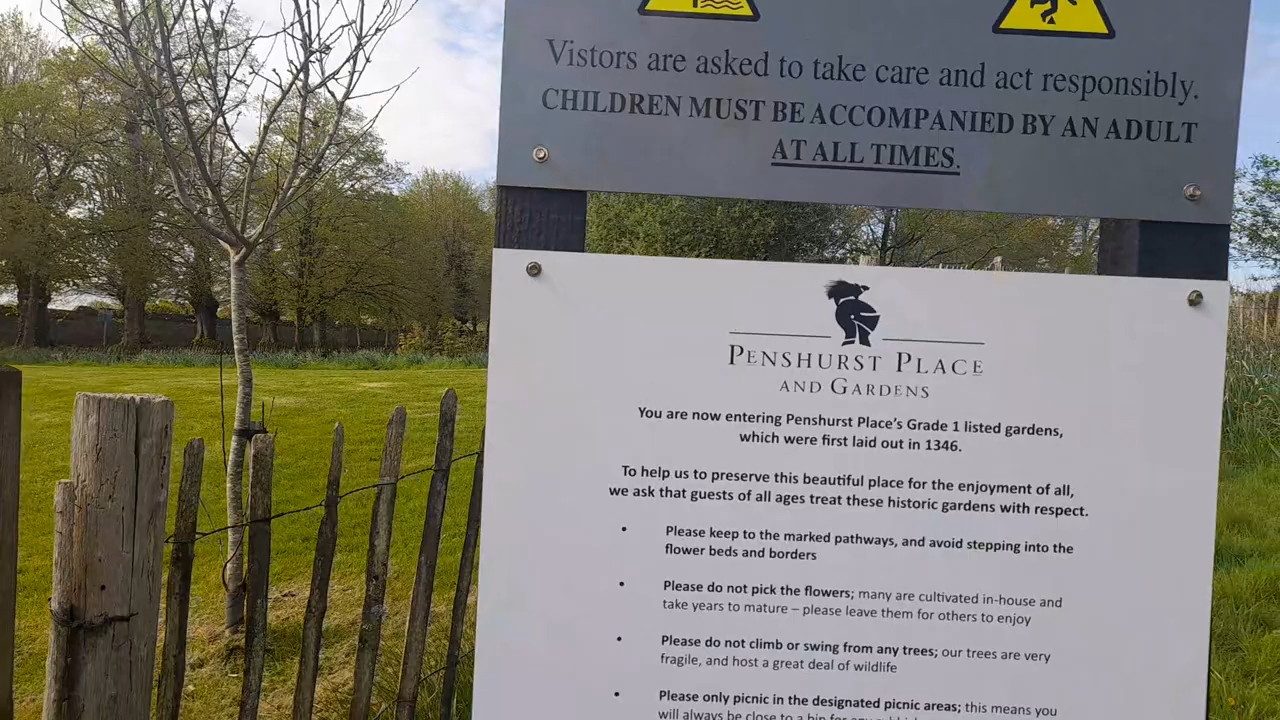 Vistors are asked to take care and act responsibly.
CHILDREN MUST BE ACCOMPANIED BY AN ADULT
AT ALL TIMES.
PENSHURST PLACE
AND GARDENS
You are now entering Penshurst Place's Grade 1 listed gardens,
which were first laid out in 1346.
To help us to preserve this beautiful place for the enjoyment of all,
we ask that guests of all ages treat these historic gardens with respect.
• Please keep to the marked pathways, and avoid stepping into the
flower beds and borders
• Please do not pick the flowers; many are cultivated in-house and
take years to mature – please leave them for others to enjoy
• Please do not climb or swing from any trees; our trees are very
fragile, and host a great deal of wildlife
• Please only picnic in the designated picnic areas; this means you
will always be close to a bin for any